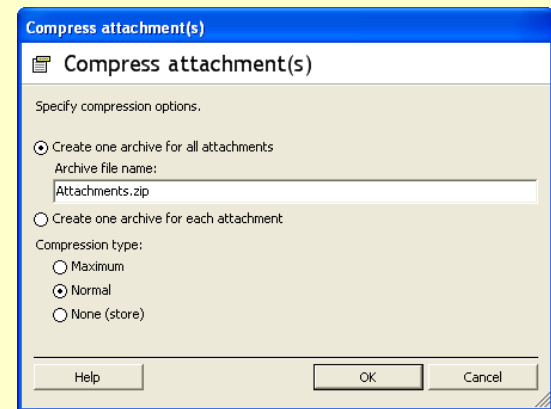 Compress attachment(s)
Compress attachment(s)
Specify compression options.
Create one archive for all attachments
Archive file name:
Attachments.zip
Create one archive for each attachment
Compression type:
Maximum
Normal
None (store)
Help OK Cancel